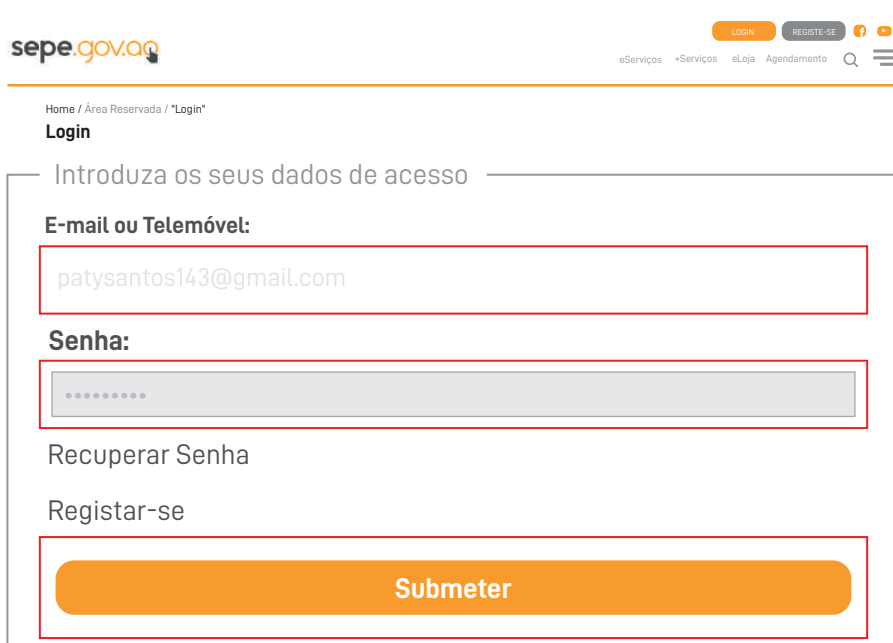 LOGIN REGISTE-SE
sepe.gov.ao
eServiços +Serviços eLoja Agendamento
Home / Área Reservada / "Login"
Login
Introduza os seus dados de acesso
E-mail ou Telemóvel:
patysantos143@gmail.com
Senha:
•••••••••
Recuperar Senha
Registar-se
Submeter